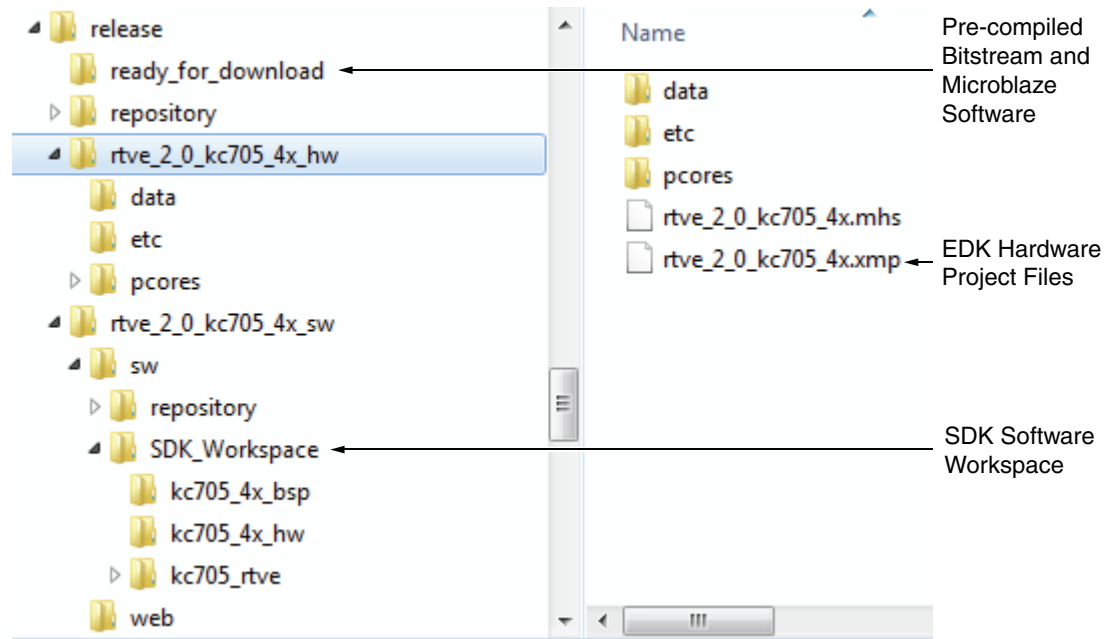 release
ready_for_download
repository
rtve_2_0_kc705_4x_hw
data
etc
pcores
rtve_2_0_kc705_4x_sw
sw
repository
SDK_Workspace
kc705_4x_bsp
kc705_4x_hw
kc705_rtve
web
Name
data
etc
pcores
rtve_2_0_kc705_4x.mhs
rtve_2_0_kc705_4x.xmp
Pre-compiled
Bitstream and
Microblaze
Software
EDK Hardware
Project Files
SDK Software
Workspace